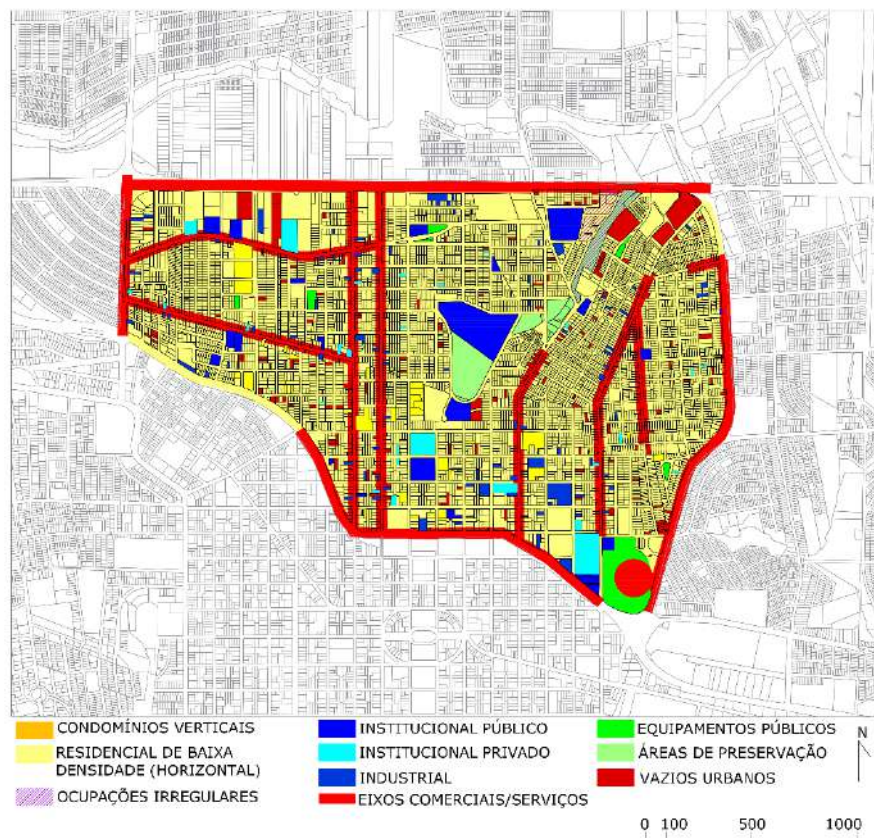 CONDOMÍNIOS VERTICAIS
RESIDENCIAL DE BAIXA
DENSIDADE (HORIZONTAL)
OCUPAÇÕES IRREGULARES
INSTITUCIONAL PÚBLICO
INSTITUCIONAL PRIVADO
INDUSTRIAL
EIXOS COMERCIAIS/SERVIÇOS
EQUIPAMENTOS PÚBLICOS
ÁREAS DE PRESERVAÇÃO
VAZIOS URBANOS
N
0 100 500 1000